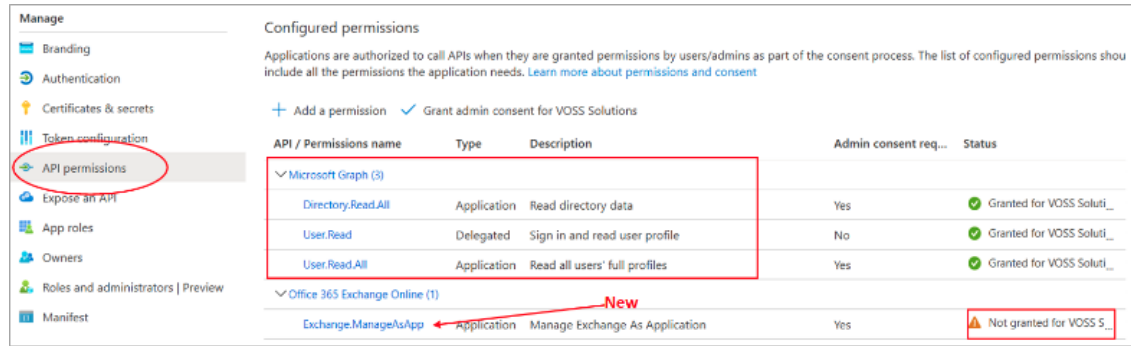 Manage
Branding
Authentication
Certificates & secrets
Token configuration
API permissions
Expose an API
App roles
Owners
Roles and administrators | Preview
Manifest
Configured permissions
Applications are authorized to call APIs when they are granted permissions by users/admins as part of the consent process. The list of configured permissions shou
include all the permissions the application needs. Learn more about permissions and consent
Add a permission Grant admin consent for VOSS Solutions
API / Permissions name Type Description Admin consent req... Status
Microsoft Graph (3)
Directory.Read.All Application Read directory data Yes Granted for VOSS Soluti...
User.Read Delegated Sign in and read user profile No Granted for VOSS Soluti...
User.Read.All Application Read all users' full profiles Yes Granted for VOSS Soluti...
Office 365 Exchange Online (1)
New
Exchange.ManageAsApp Application Manage Exchange As Application Yes Not granted for VOSS S...